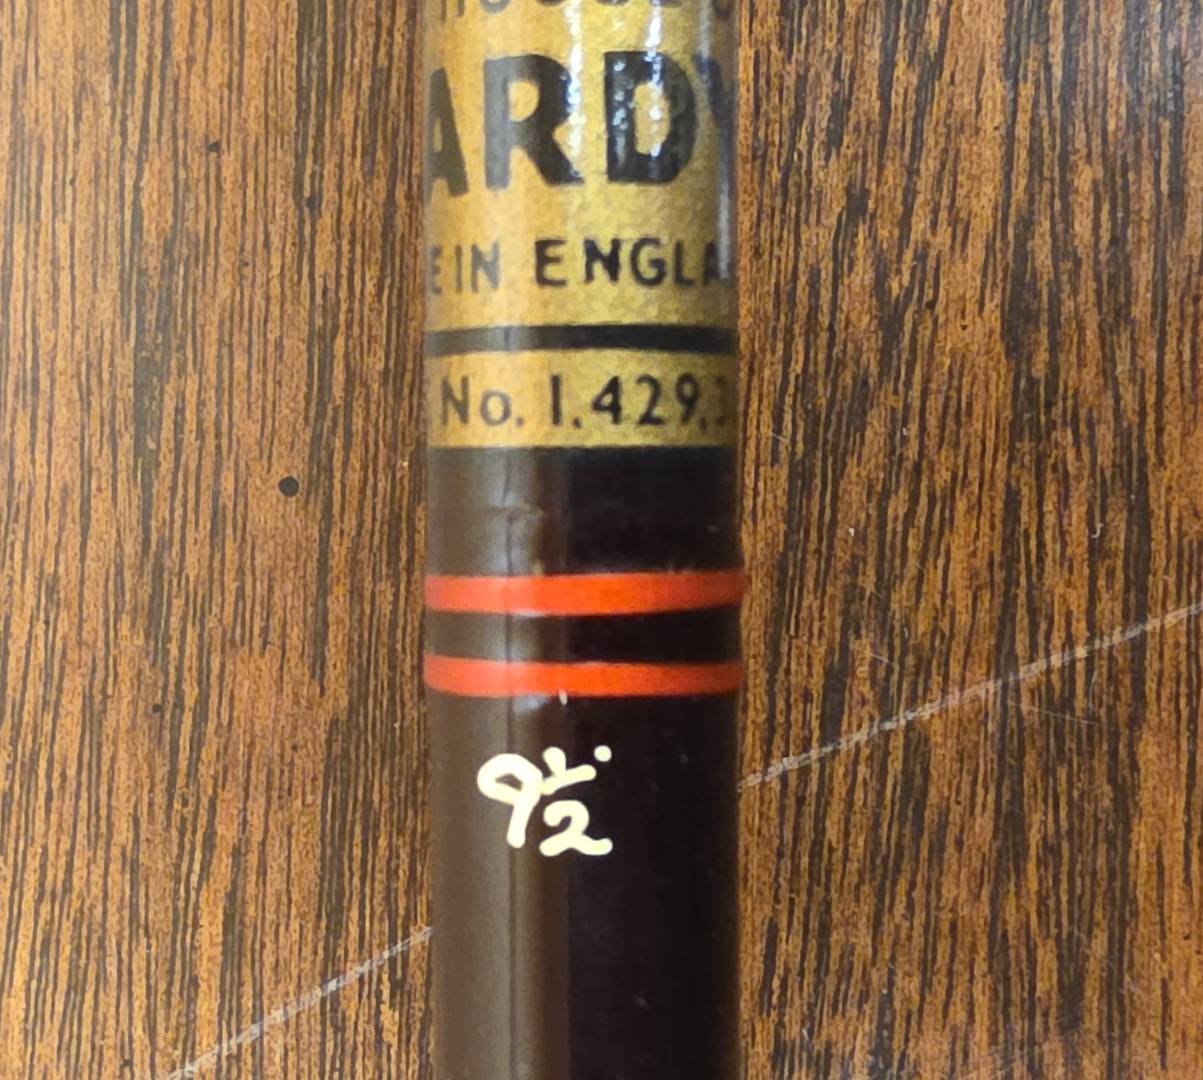 ARDY
E IN ENGLA
No. 1,429,3
9½